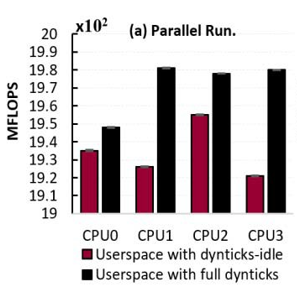 x10²
(a) Parallel Run.
MFLOPS
20
19.9
19.8
19.7
19.6
19.5
19.4
19.3
19.2
19.1
19
CPU0 CPU1 CPU2 CPU3
Userspace with dynticks-idle
Userspace with full dynticks